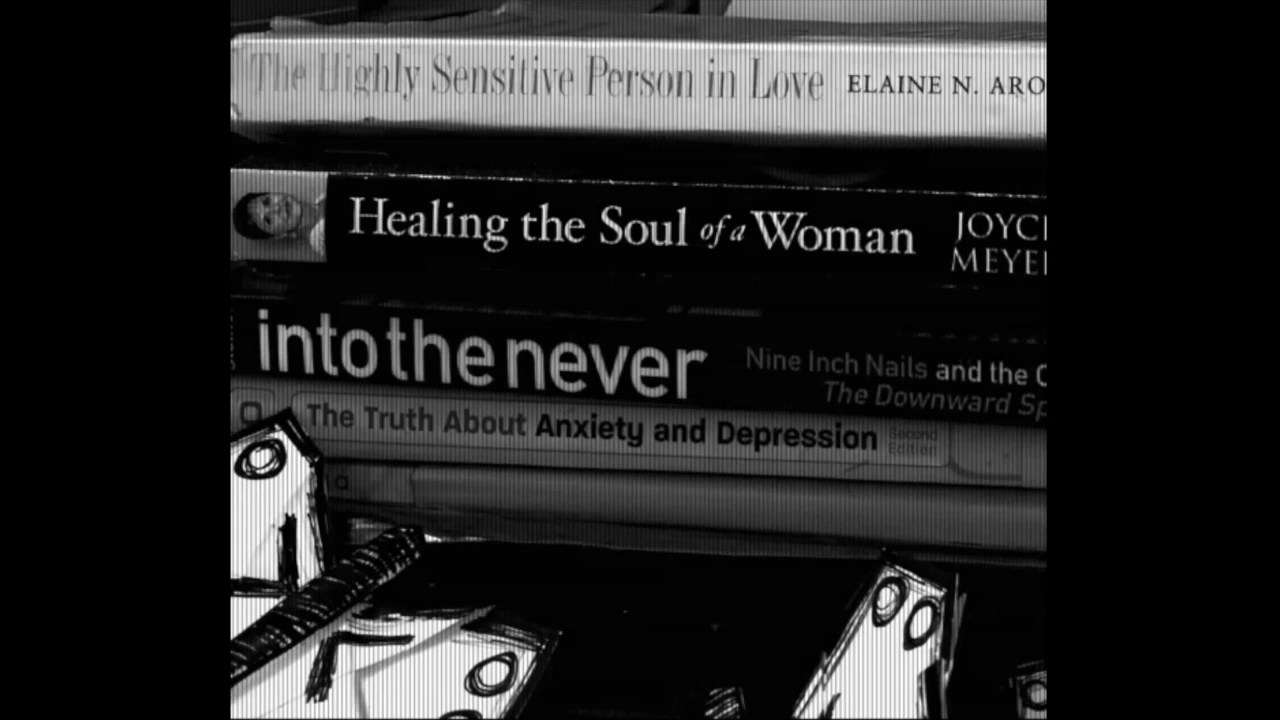 The Highly Sensitive Person in Love ELAINE N. ARO
Healing the Soul of a Woman JOYC
MEYE
into the never Nine Inch Nails and the
The Downward Sp
The Truth About Anxiety and Depression Second
Edition